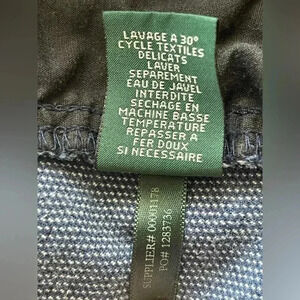 LAVAGE A 30°
CYCLE TEXTILES
DELICATS
LAVER
SEPAREMENT
EAU DE JAVEL
INTERDITE
SECHAGE EN
MACHINE BASSE
TEMPERATURE
REPASSER A
FER DOUX
SI NECESSAIRE
SUPPLIER# 00003178
PO# 1283736